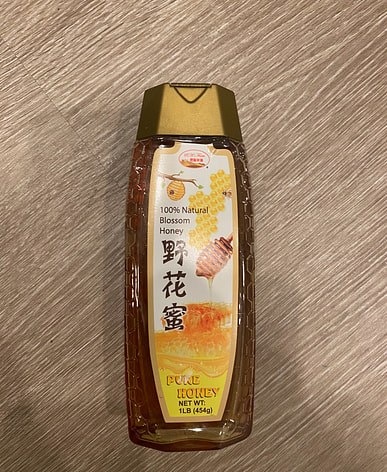 100% Natural
Blossom
Honey
野花蜜
PURE
HONEY
NET WT:
1LB (454g)